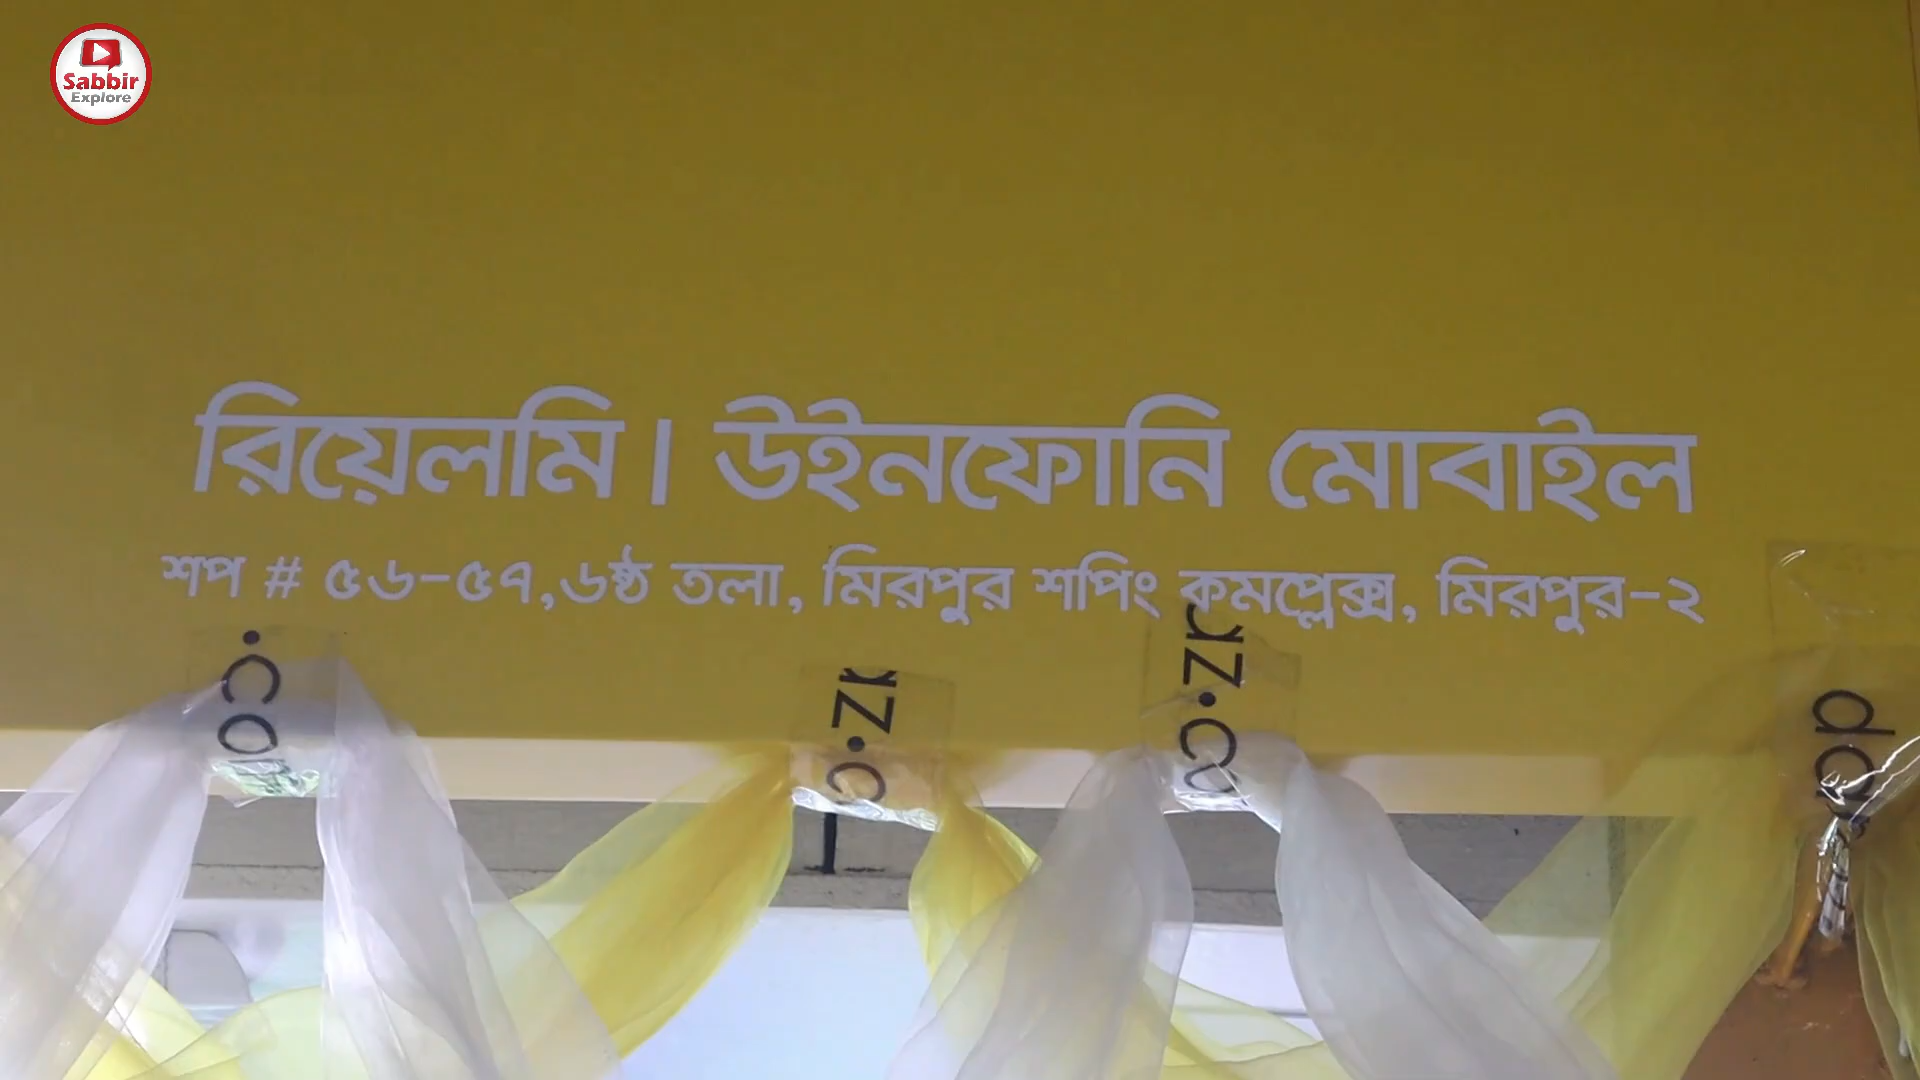 Sabbir
Explore
রিয়েলমি। উইনফোনি মোবাইল
শপ # ৫৬-৫৭,৬ষ্ঠ তলা, মিরপুর শপিং কমপ্লেক্স, মিরপুর-২